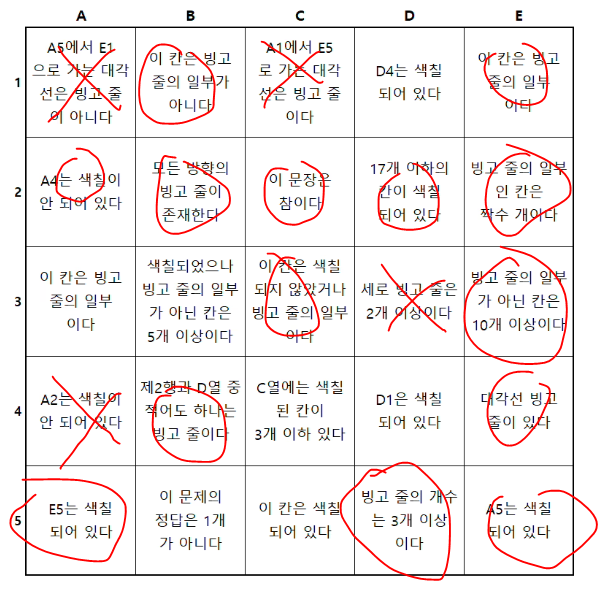 A B C D E
1
A5에서 E1
으로 가는 대각
선은 빙고 줄
이 아니다
이 칸은 빙고
줄의 일부가
아니다
A1에서 E5
로 가는 대각
선은 빙고 줄
이다
D4는 색칠
되어 있다
이 칸은 빙고
줄의 일부
이다
2
A4는 색칠이
안 되어 있다
모든 방향의
빙고 줄이
존재한다
이 문장은
참이다
17개 이하의
칸이 색칠
되어 있다
빙고 줄의 일부
인 칸은
짝수 개이다
3
이 칸은 빙고
줄의 일부
이다
색칠되었으나
빙고 줄의 일부
가 아닌 칸은
5개 이상이다
이 칸은 색칠
되지 않았거나
빙고 줄의 일부
이다
세로 빙고 줄은
2개 이상이다
빙고 줄의 일부
가 아닌 칸은
10개 이상이다
4
A2는 색칠이
안 되어 있다
제2행과 D열 중
적어도 하나는
빙고 줄이다
C열에는 색칠
된 칸이
3개 이하 있다
D1은 색칠
되어 있다
대각선 빙고
줄이 있다
5
E5는 색칠
되어 있다
이 문제의
정답은 1개
가 아니다
이 칸은 색칠
되어 있다
빙고 줄의 개수
는 3개 이상
이다
A5는 색칠
되어 있다